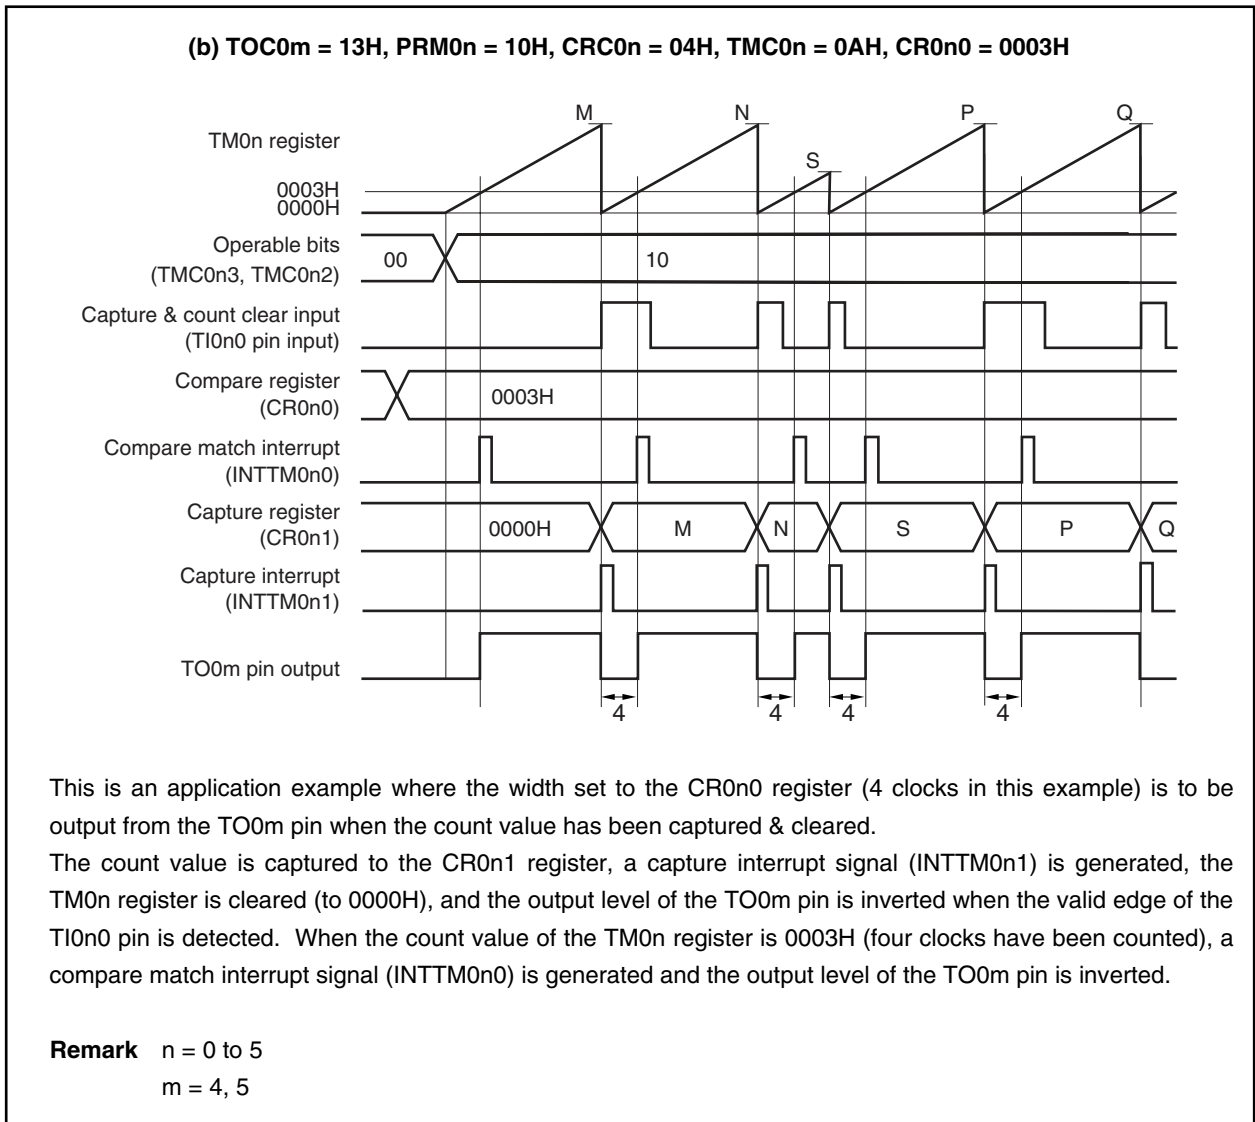 (b) TOC0m = 13H, PRM0n = 10H, CRC0n = 04H, TMC0n = 0AH, CR0n0 = 0003H
M
N
S
P
Q
TM0n register
0003H
0000H
Operable bits
(TMC0n3, TMC0n2)
00
10
Capture & count clear input
(TI0n0 pin input)
Compare register
(CR0n0)
0003H
Compare match interrupt
(INTTM0n0)
Capture register
(CR0n1)
0000H
M
N
S
P
Q
Capture interrupt
(INTTM0n1)
TO0m pin output
4
4
4
4
This is an application example where the width set to the CR0n0 register (4 clocks in this example) is to be
output from the TO0m pin when the count value has been captured & cleared.
The count value is captured to the CR0n1 register, a capture interrupt signal (INTTM0n1) is generated, the
TM0n register is cleared (to 0000H), and the output level of the TO0m pin is inverted when the valid edge of the
TI0n0 pin is detected. When the count value of the TM0n register is 0003H (four clocks have been counted), a
compare match interrupt signal (INTTM0n0) is generated and the output level of the TO0m pin is inverted.
Remark n = 0 to 5
m = 4, 5